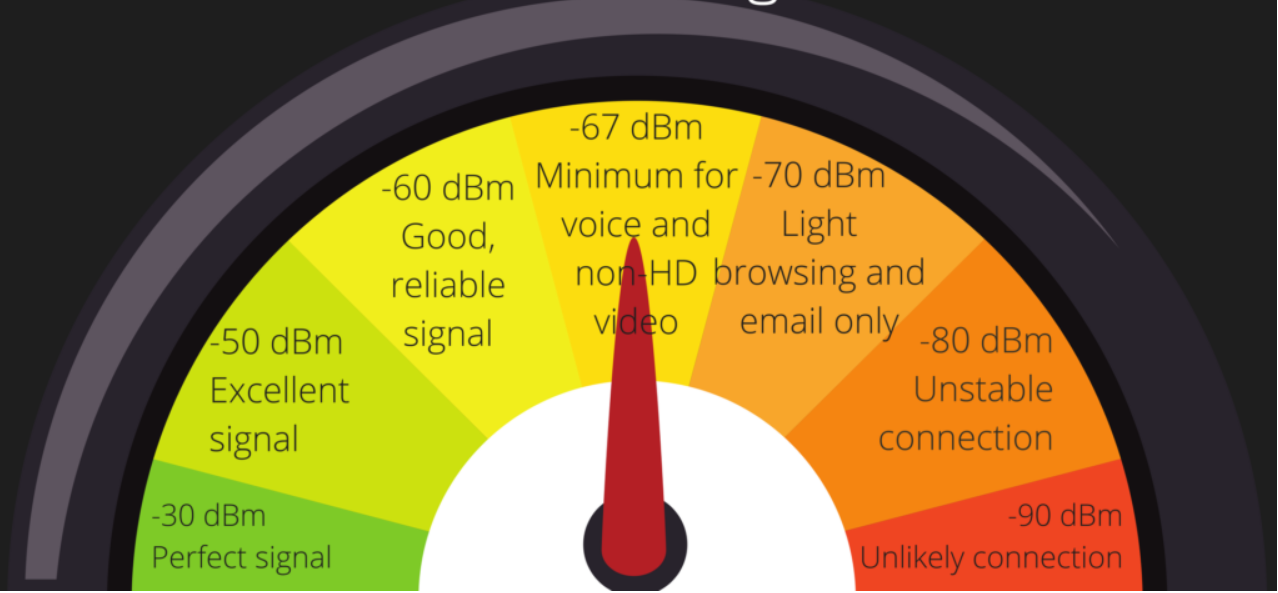 -30 dBm
Perfect signal
-50 dBm
Excellent
signal
-60 dBm
Good,
reliable
signal
-67 dBm
Minimum for
voice and
non-HD
video
-70 dBm
Light
browsing and
email only
-80 dBm
Unstable
connection
-90 dBm
Unlikely connection